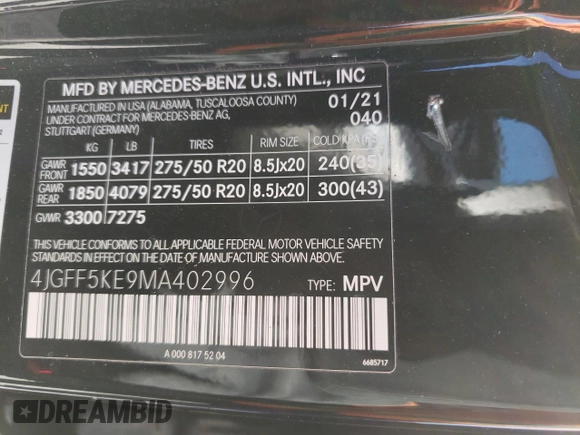 MFD BY MERCEDES-BENZ U.S. INTL., INC
MANUFACTURED IN USA (ALABAMA, TUSCALOOSA COUNTY)
UNDER CONTRACT FOR MERCEDES-BENZ AG,
STUTTGART (GERMANY)
01/21
040
KG LB TIRES RIM SIZE COLD KPA
GAWR FRONT 1550 3417 275/50 R20 8.5Jx20 240(35)
GAWR REAR 1850 4079 275/50 R20 8.5Jx20 300(43)
GVWR 3300 7275
THIS VEHICLE CONFORMS TO ALL APPLICABLE FEDERAL MOTOR VEHICLE SAFETY
STANDARDS IN EFFECT ON THE DATE OF MANUFACTURE SHOWN ABOVE.
4JGFF5KE9MA402996 TYPE: MPV
A 000 817 52 04
6685717
DREAMBID